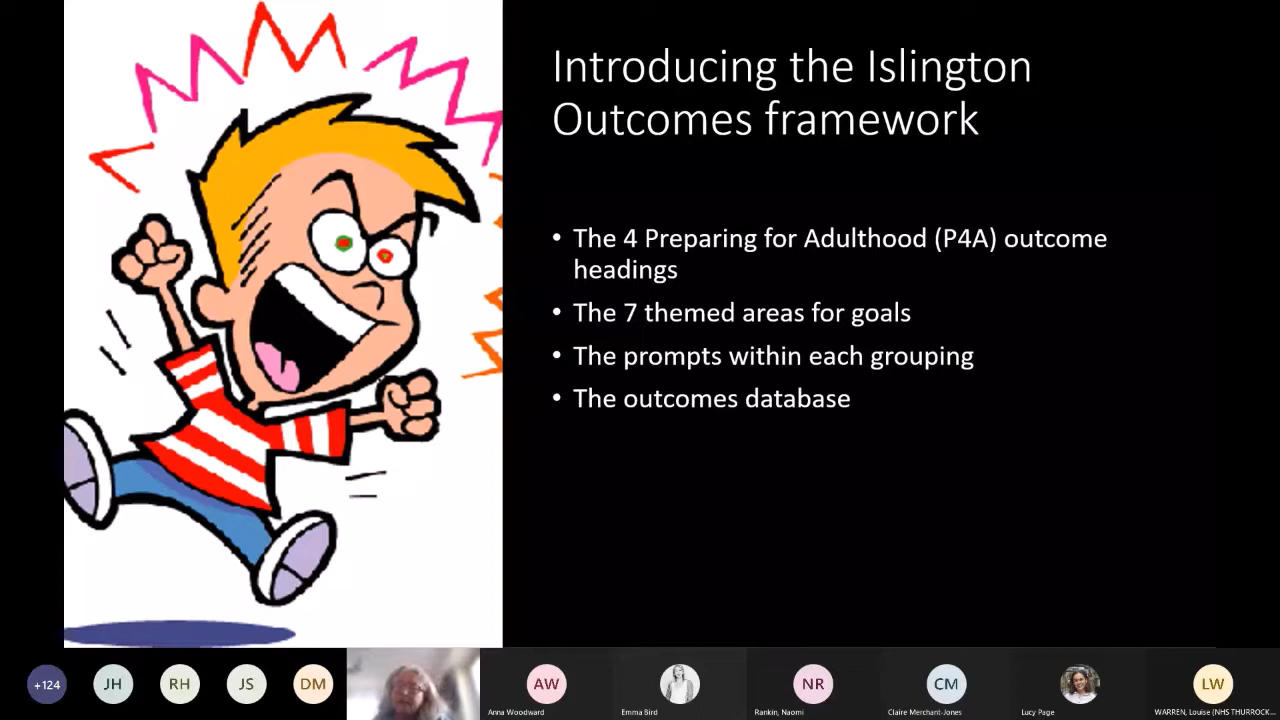 Introducing the Islington
Outcomes framework
• The 4 Preparing for Adulthood (P4A) outcome
headings
• The 7 themed areas for goals
• The prompts within each grouping
• The outcomes database
+124
JH
RH
JS
DM
AW
NR
CM
LW
Anna Woodward
Emma Bird
Rankin, Naomi
Claire Merchant-Jones
Lucy Page
WARREN, Louise (NHS THURROCK...